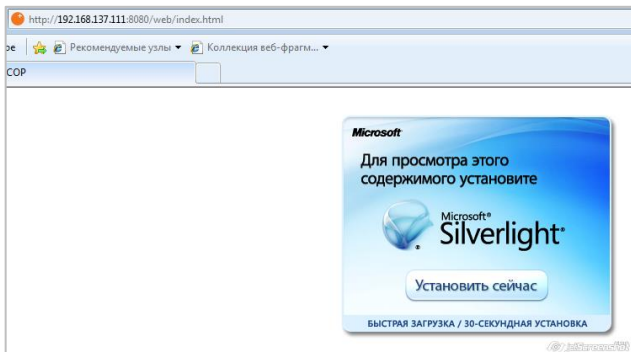 http://192.168.137.111:8080/web/index.html
ое Рекомендуемые узлы Коллекция веб-фрагм...
COP
Microsoft
Для просмотра этого
содержимого установите
Microsoft®
Silverlight®
Установить сейчас
БЫСТРАЯ ЗАГРУЗКА / 30-СЕКУНДНАЯ УСТАНОВКА